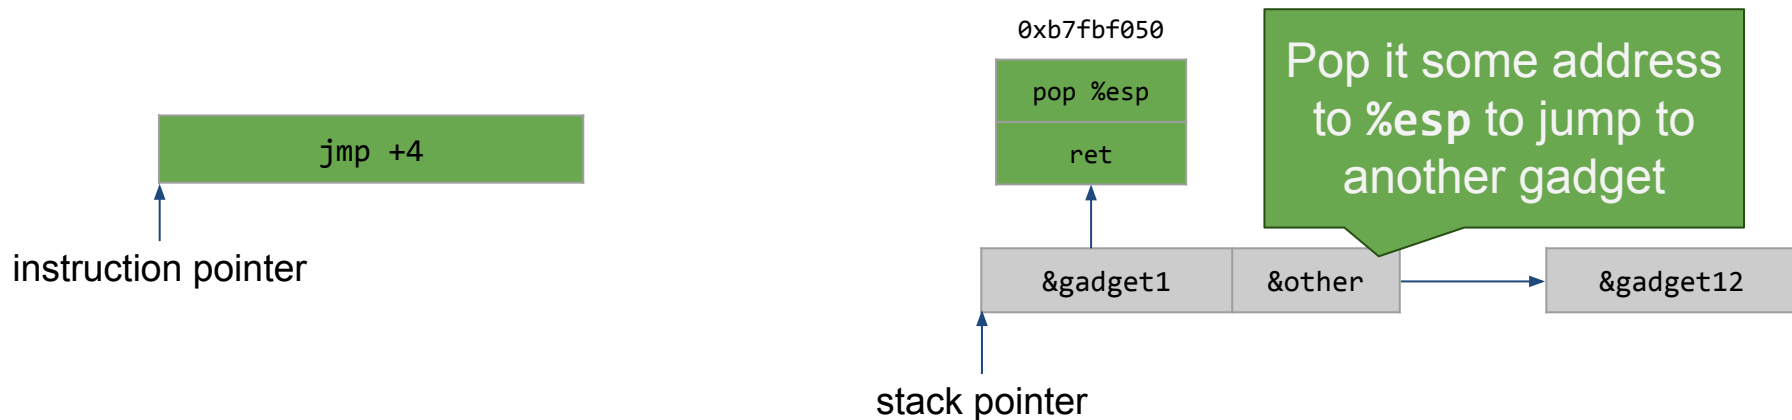 jmp +4
instruction pointer
0xb7fbf050
pop %esp
ret
Pop it some address
to %esp to jump to
another gadget
&gadget1
&other
&gadget12
stack pointer